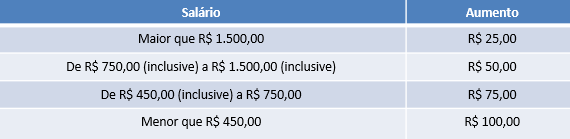 Salário Aumento
Maior que R$ 1.500,00 R$ 25,00
De R$ 750,00 (inclusive) a R$ 1.500,00 (inclusive) R$ 50,00
De R$ 450,00 (inclusive) a R$ 750,00 R$ 75,00
Menor que R$ 450,00 R$ 100,00